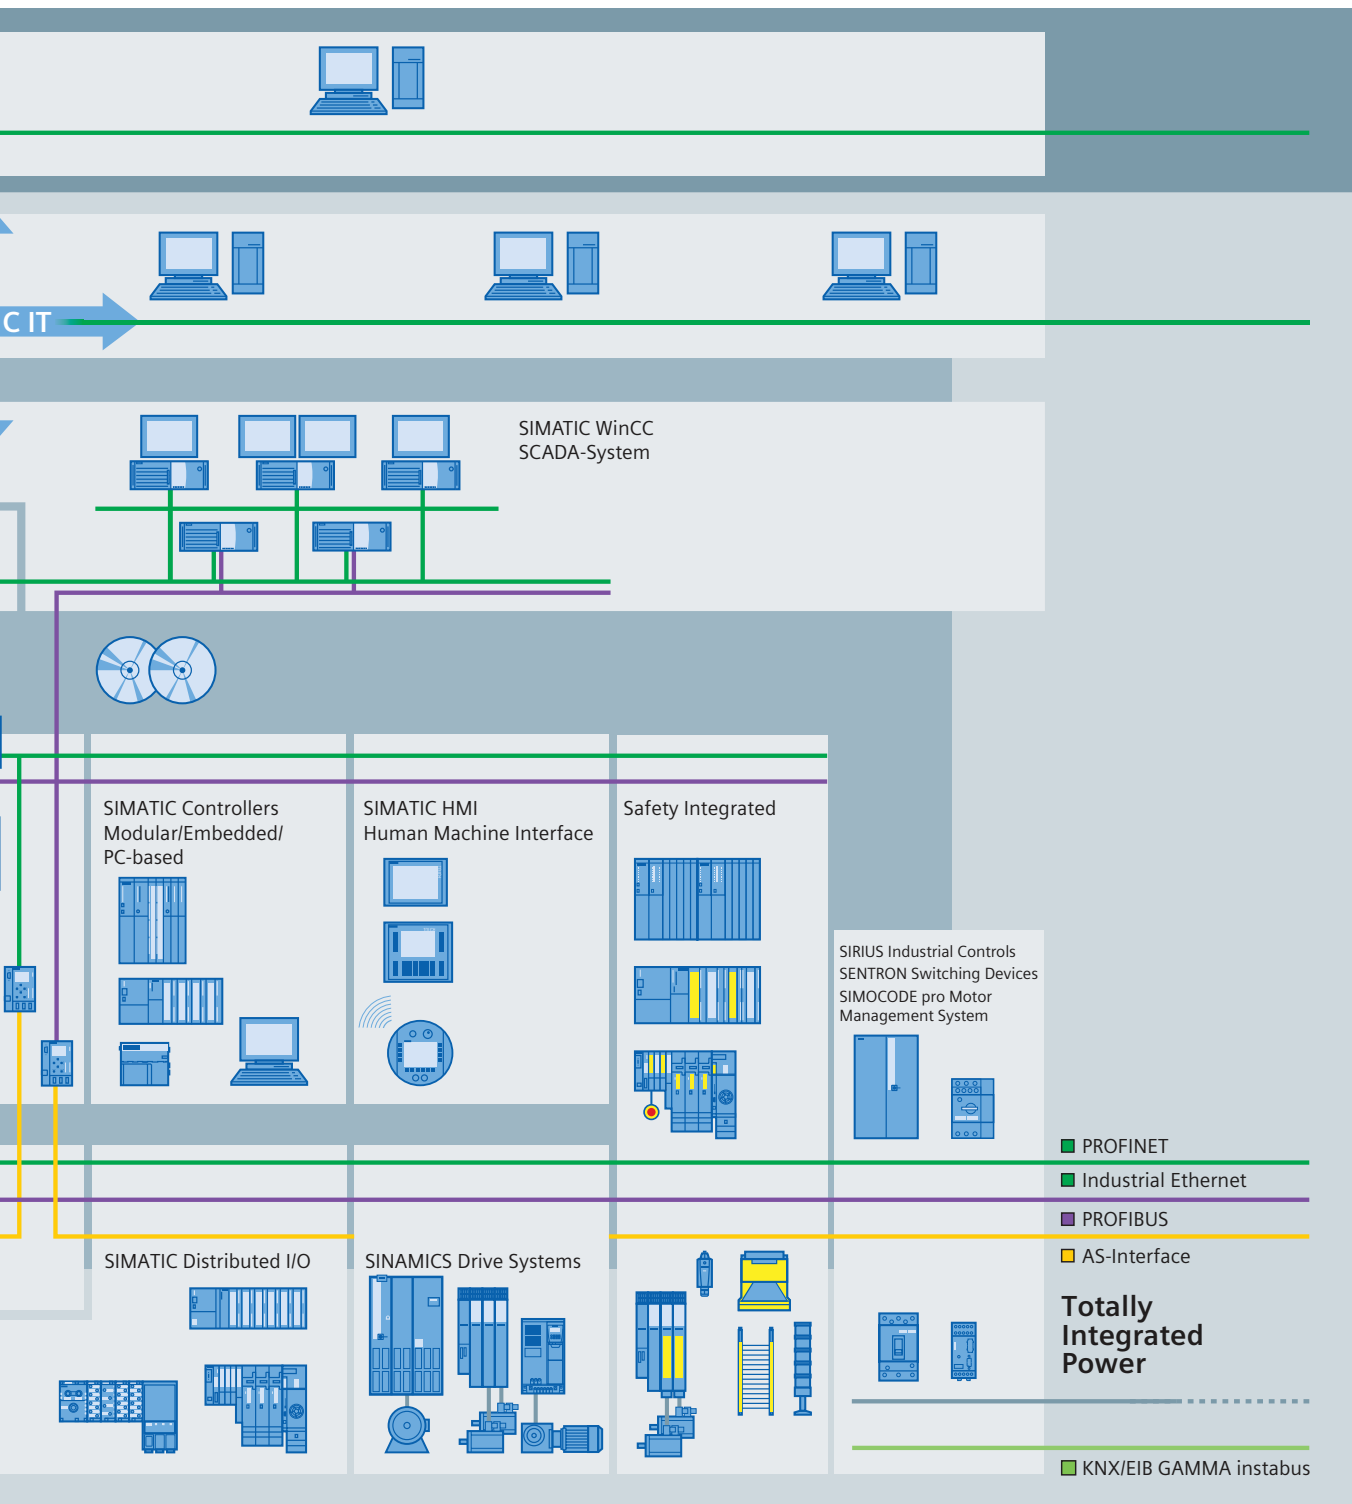 C IT
SIMATIC WinCC
SCADA-System
SIMATIC Controllers
Modular/Embedded/
PC-based
SIMATIC HMI
Human Machine Interface
Safety Integrated
SIRIUS Industrial Controls
SENTRON Switching Devices
SIMOCODE pro Motor
Management System
PROFINET
Industrial Ethernet
PROFIBUS
AS-Interface
SIMATIC Distributed I/O
SINAMICS Drive Systems
Totally
Integrated
Power
KNX/EIB GAMMA instabus